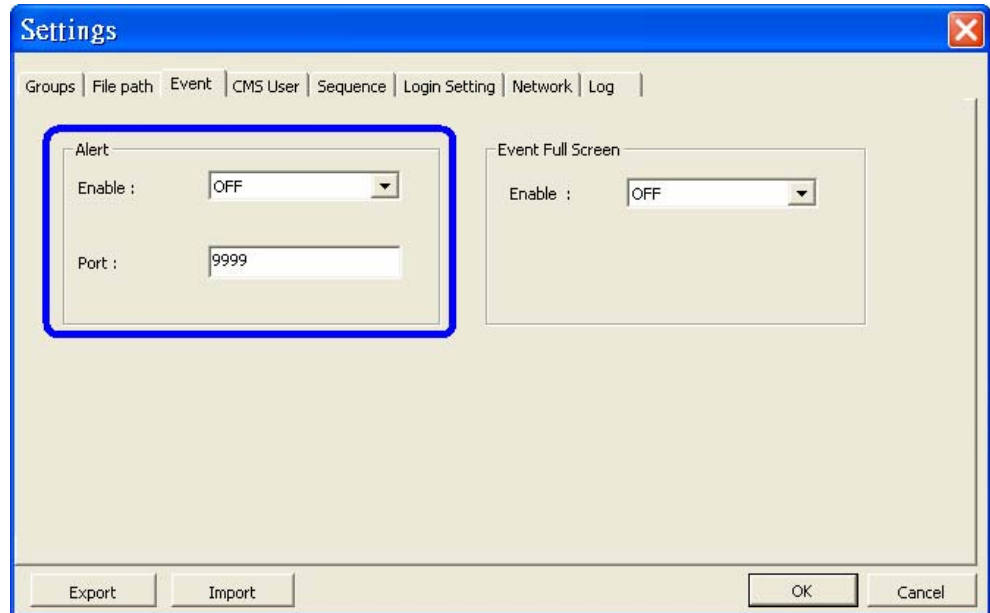 Settings
Groups File path Event CMS User Sequence Login Setting Network Log
Alert
Enable : OFF
Port : 9999
Event Full Screen
Enable : OFF
Export Import OK Cancel